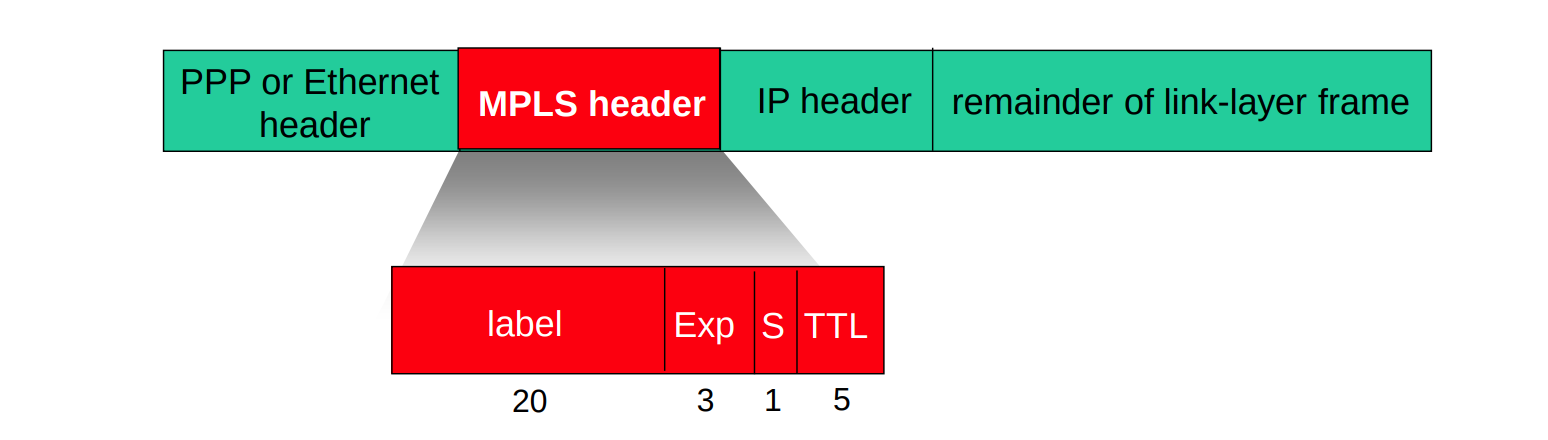 PPP or Ethernet
header
MPLS header
IP header
remainder of link-layer frame
label
Exp
S
TTL
20
3
1
5